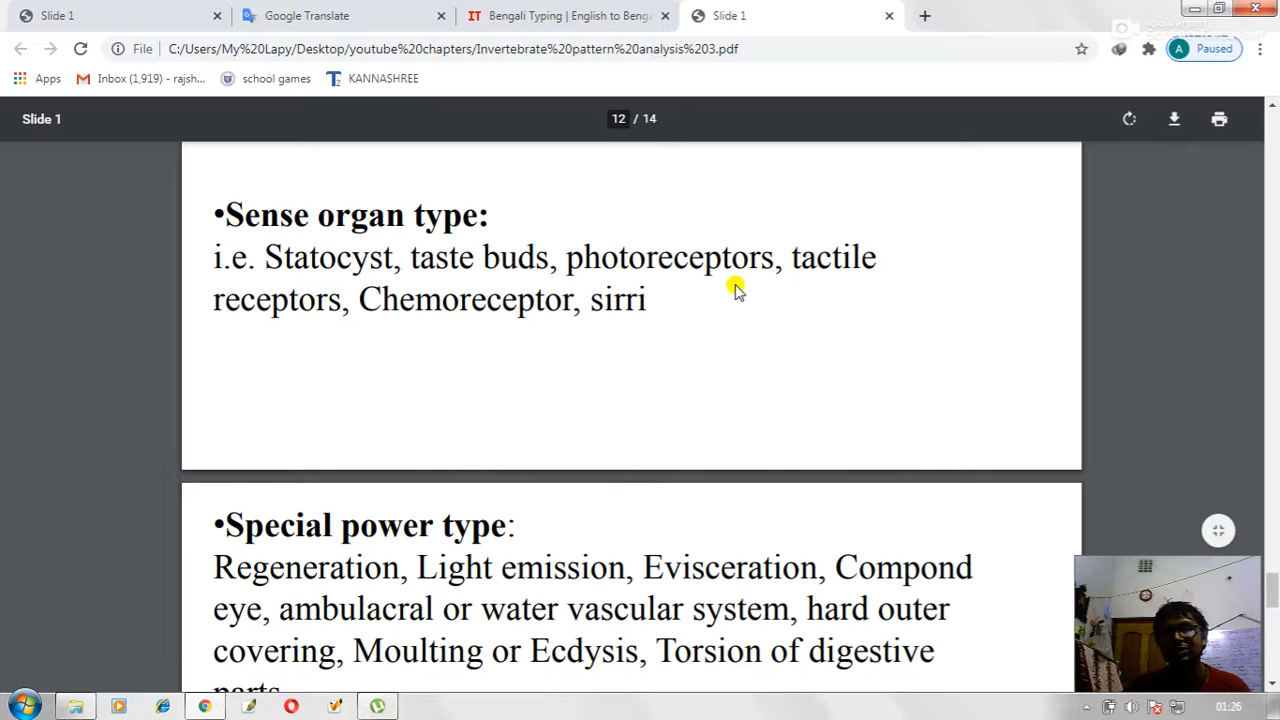 Slide 1
Google Translate
Bengali Typing | English to Beng
Slide 1
File
C:/Users/My%20Lapy/Desktop/youtube%20chapters/Invertebrate%20pattern%20analysis%203.pdf
A
Paused
Apps
Inbox (1,919) - rajsh...
school games
KANNASHREE
Slide 1
12 / 14
•Sense organ type:
i.e. Statocyst, taste buds, photoreceptors, tactile
receptors, Chemoreceptor, sirri
•Special power type:
Regeneration, Light emission, Evisceration, Compond
eye, ambulacral or water vascular system, hard outer
covering, Moulting or Ecdysis, Torsion of digestive
parts
01:26